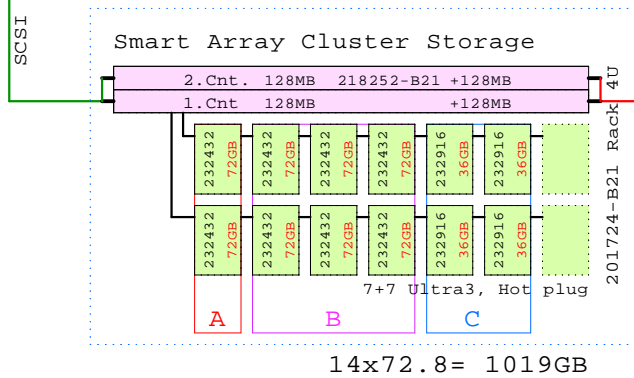 SCSI
Smart Array Cluster Storage
2.Cnt. 128MB 218252-B21 +128MB
1.Cnt 128MB +128MB
232432 72GB 232432 72GB 232432 72GB 232432 72GB 232916 36GB 232916 36GB
232432 72GB 232432 72GB 232432 72GB 232432 72GB 232916 36GB 232916 36GB
7+7 Ultra3, Hot plug
A B C
201724-B21 Rack 4U
14x72.8= 1019GB